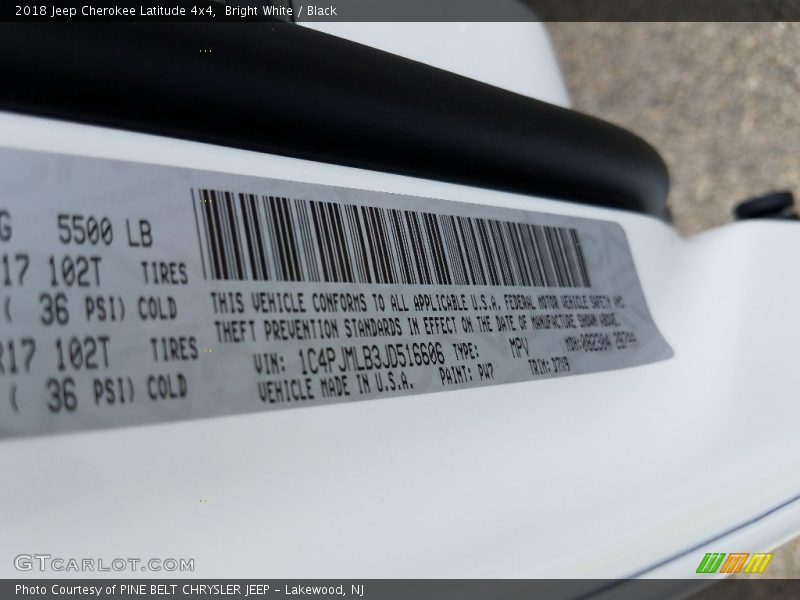 2018 Jeep Cherokee Latitude 4x4, Bright White / Black
G 5500 LB
17 102T TIRES
( 36 PSI) COLD
R17 102T TIRES
( 36 PSI) COLD
THIS VEHICLE CONFORMS TO ALL APPLICABLE U.S.A. FEDERAL MOTOR VEHICLE SAFETY AND
THEFT PREVENTION STANDARDS IN EFFECT ON THE DATE OF MANUFACTURE SHOWN ABOVE.
VIN: 1C4PJMLB3JD516606 TYPE: MPV MDH:
VEHICLE MADE IN U.S.A. PAINT: PW7 TRIM: D7X9
GTCARLOT.COM
Photo Courtesy of PINE BELT CHRYSLER JEEP - Lakewood, NJ